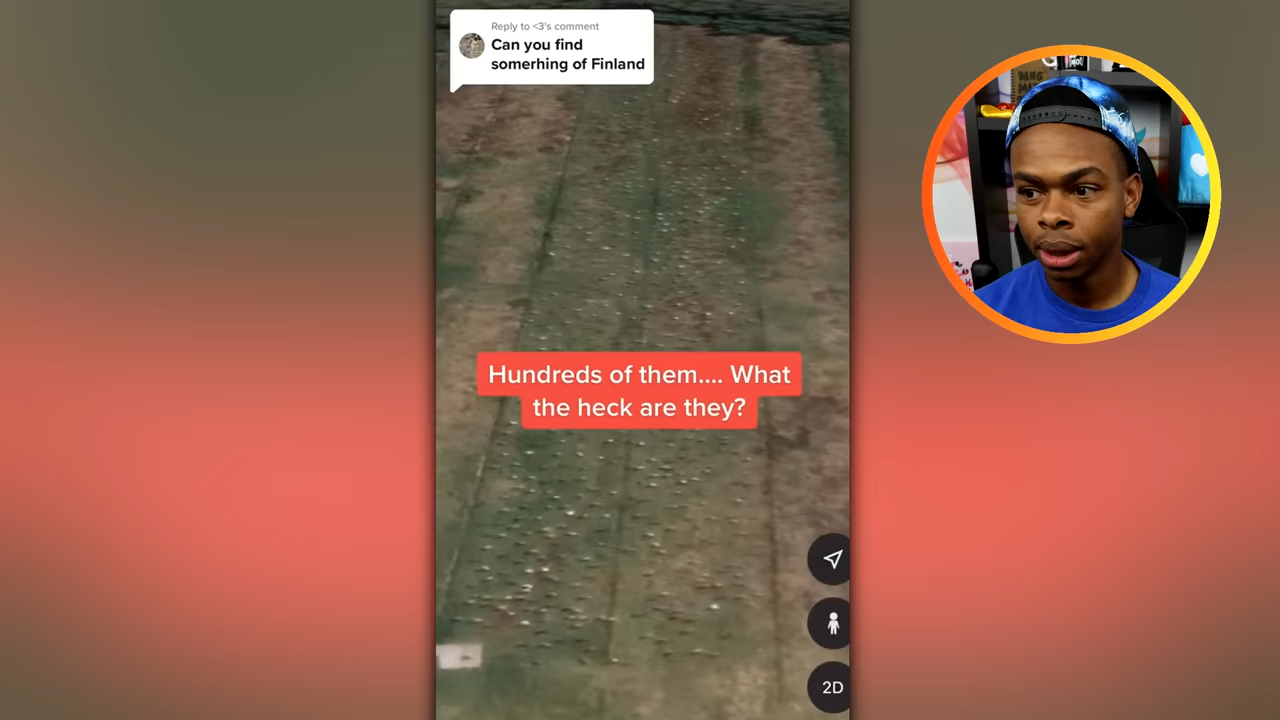 Reply to <3's comment
Can you find
somerhing of Finland
Hundreds of them.... What
the heck are they?
2D